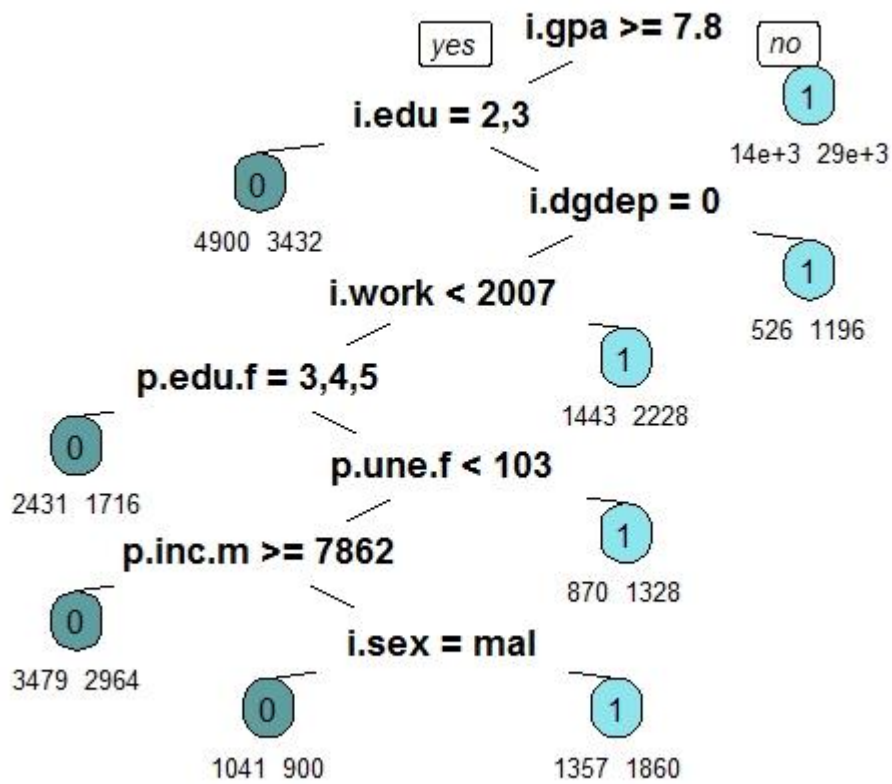 i.gpa >= 7.8
yes
no
1
14e+3 29e+3
i.edu = 2,3
0
4900 3432
i.dgdep = 0
1
526 1196
i.work < 2007
1
1443 2228
p.edu.f = 3,4,5
0
2431 1716
p.une.f < 103
1
870 1328
p.inc.m >= 7862
0
3479 2964
i.sex = mal
0
1041 900
1
1357 1860